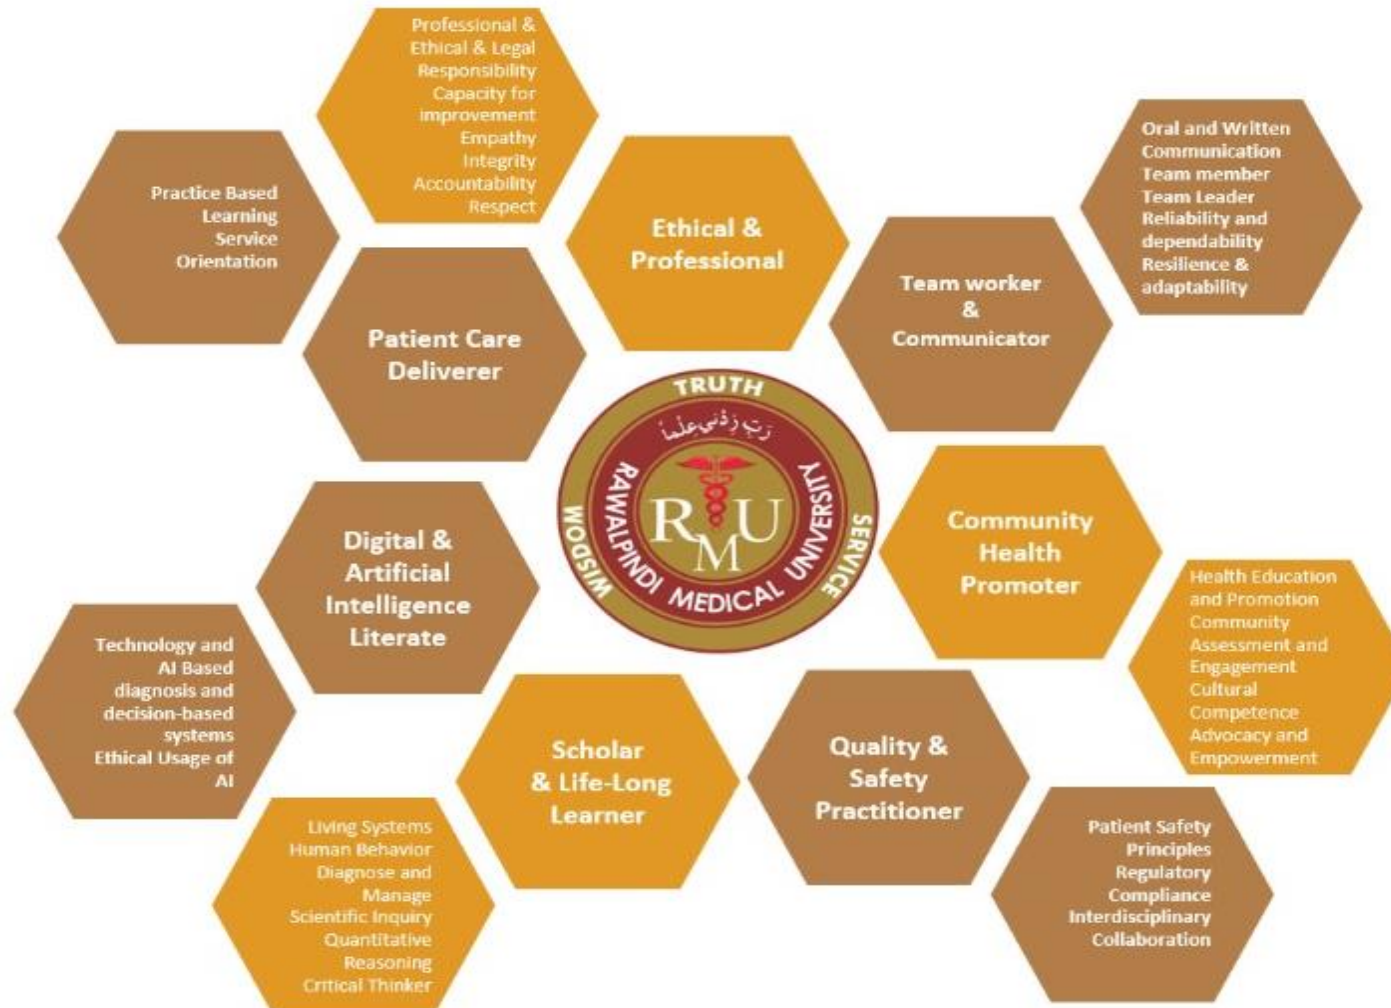 Professional &
Ethical & Legal
Responsibility
Capacity for
improvement
Empathy
Integrity
Accountability
Respect
Ethical &
Professional
Oral and Written
Communication
Team member
Team Leader
Reliability and
dependability
Resilience &
adaptability
Practice Based
Learning
Service
Orientation
Patient Care
Deliverer
Team worker
&
Communicator
TRUTH
رَبِّ زِدْنِي عِلْماً
WISDOM
RAWALPINDI MEDICAL UNIVERSITY
SERVICE
RMU
Digital &
Artificial
Intelligence
Literate
Community
Health
Promoter
Health Education
and Promotion
Community
Assessment and
Engagement
Cultural
Competence
Advocacy and
Empowerment
Technology and
AI Based
diagnosis and
decision-based
systems
Ethical Usage of
AI
Scholar
& Life-Long
Learner
Quality &
Safety
Practitioner
Living Systems
Human Behavior
Diagnose and
Manage
Scientific Inquiry
Quantitative
Reasoning
Critical Thinker
Patient Safety
Principles
Regulatory
Compliance
Interdisciplinary
Collaboration